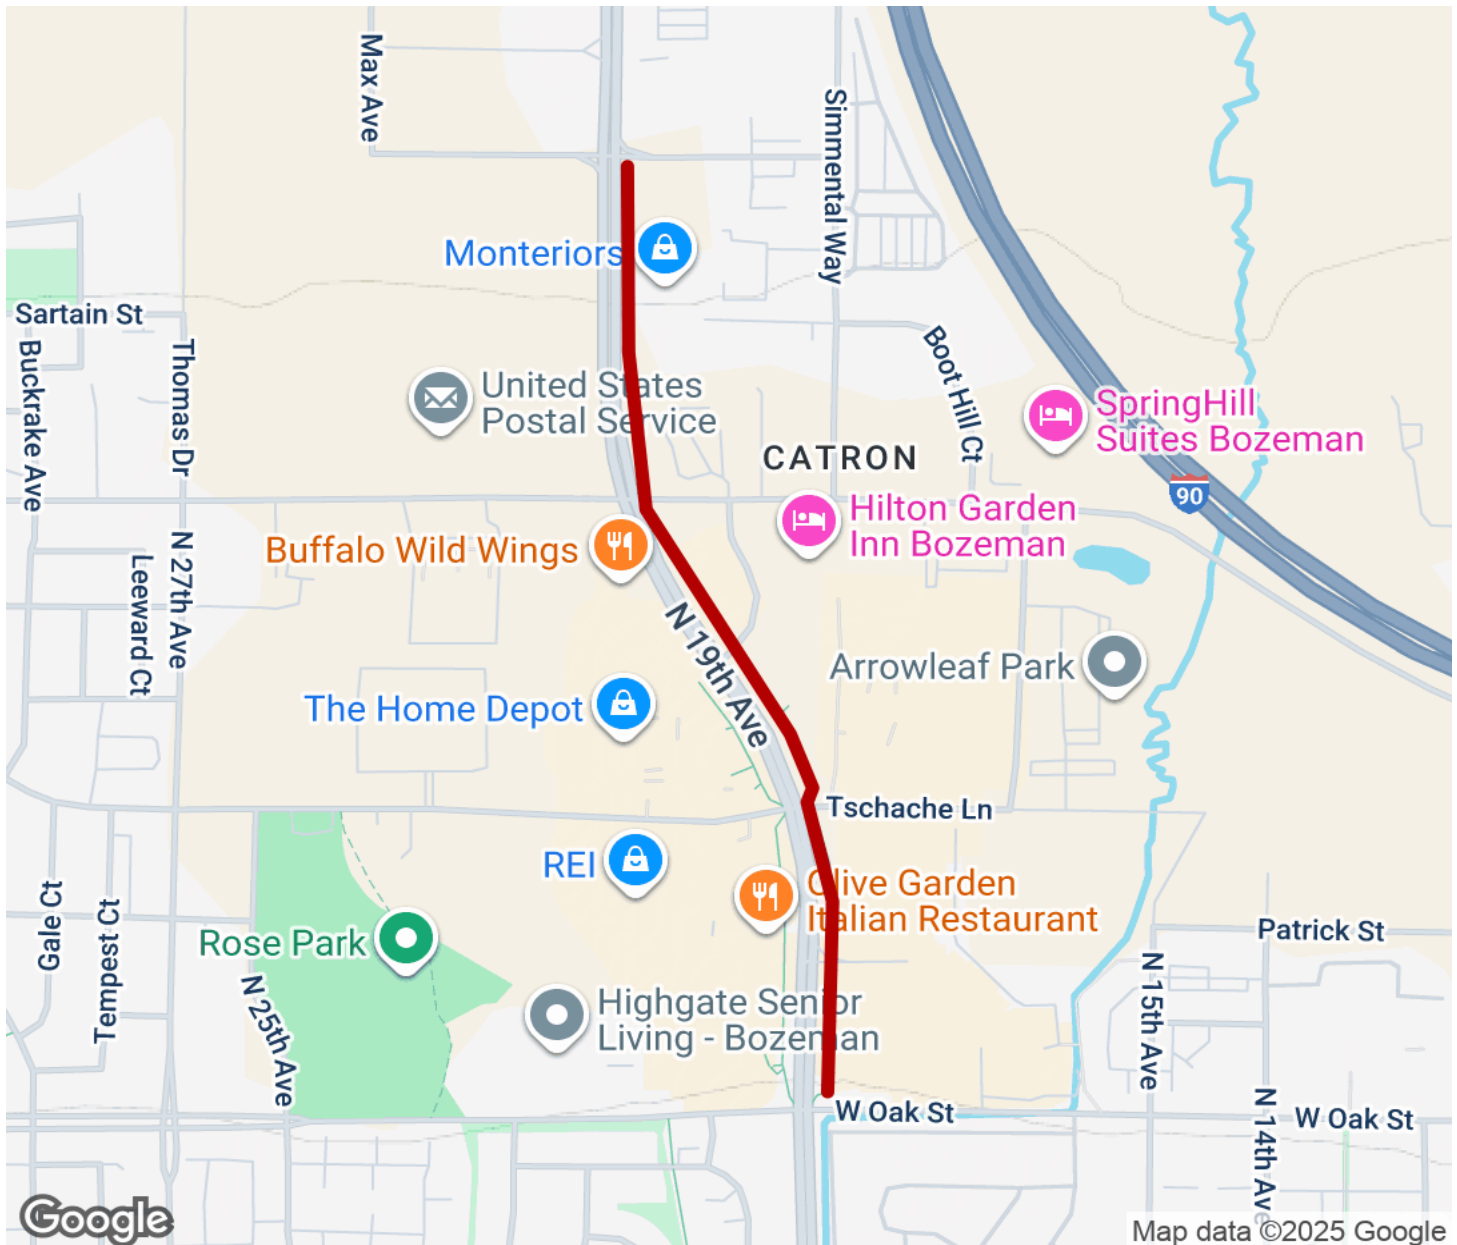 Max Ave
Simmental Way
Monteriors
Sartain St
Buckrake Ave
Thomas Dr
United States
Postal Service
Boot Hill Ct
SpringHill
Suites Bozeman
CATRON
90
Hilton Garden
Inn Bozeman
Buffalo Wild Wings
N 27th Ave
Leeward Ct
N 19th Ave
Arrowleaf Park
The Home Depot
Tschache Ln
REI
Olive Garden
Italian Restaurant
Gale Ct
Tempest Ct
Rose Park
Patrick St
N 25th Ave
N 15th Ave
Highgate Senior
Living - Bozeman
W Oak St
W Oak St
N 14th Ave
Google
Map data ©2025 Google